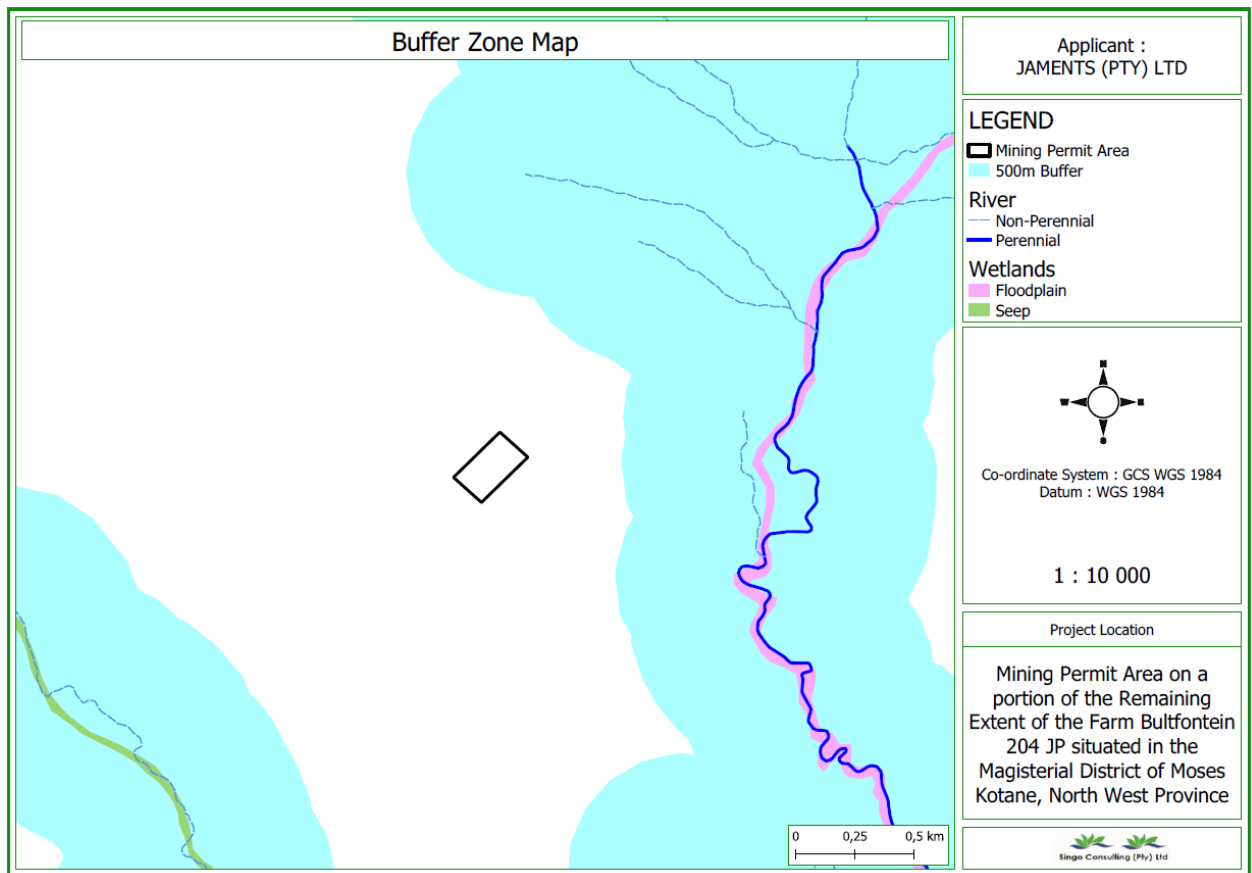 Buffer Zone Map
Applicant :
JAMENTS (PTY) LTD
LEGEND
Mining Permit Area
500m Buffer
River
Non-Perennial
Perennial
Wetlands
Floodplain
Seep
Co-ordinate System : GCS WGS 1984
Datum : WGS 1984
1 : 10 000
Project Location
Mining Permit Area on a
portion of the Remaining
Extent of the Farm Bultfontein
204 JP situated in the
Magisterial District of Moses
Kotane, North West Province
0 0,25 0,5 km
Singo Consulting (Pty) Ltd